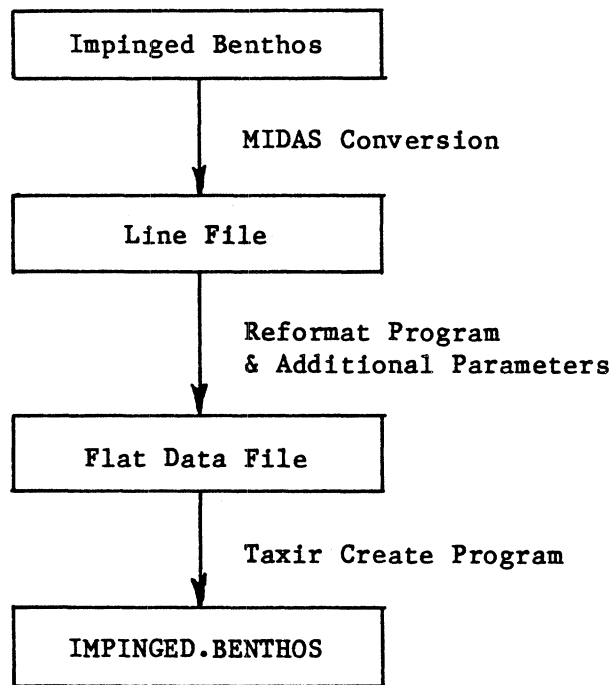 Impinged Benthos
MIDAS Conversion
Line File
Reformat Program
& Additional Parameters
Flat Data File
Taxir Create Program
IMPINGED.BENTHOS